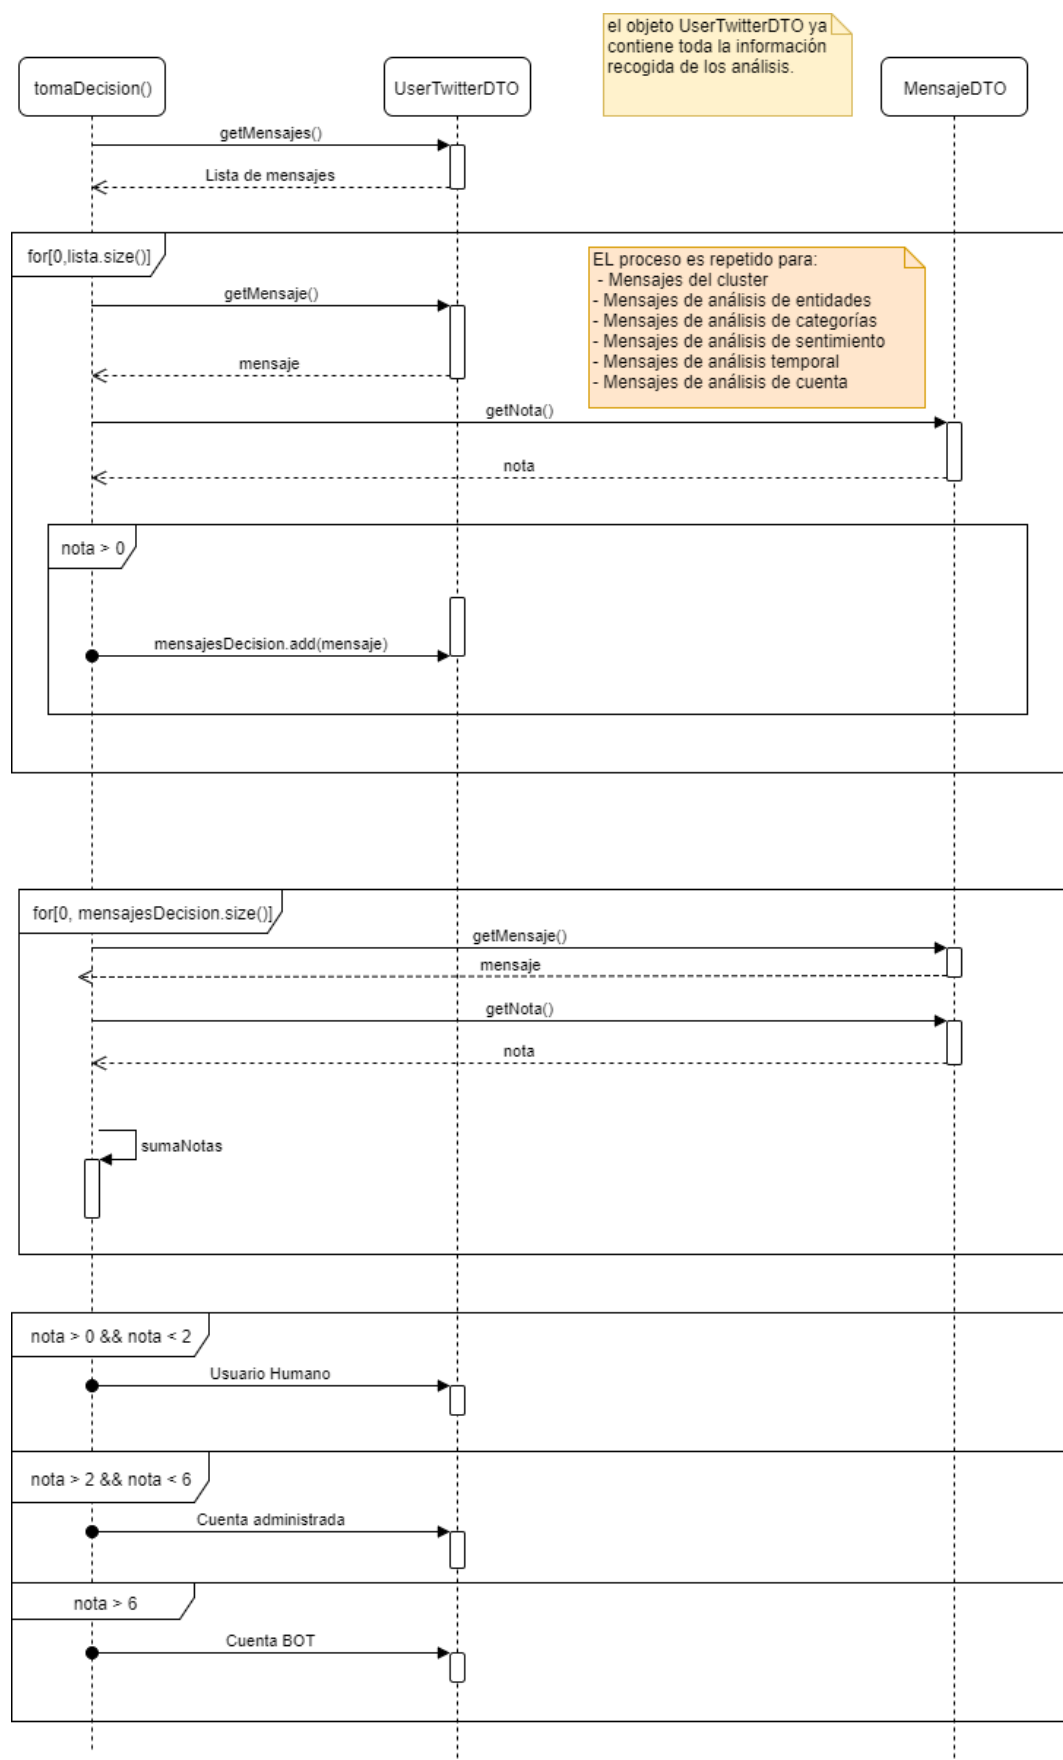 el objeto UserTwitterDTO ya
contiene toda la información
recogida de los análisis.
tomaDecision()
UserTwitterDTO
MensajeDTO
getMensajes()
Lista de mensajes
for[0,lista.size()]
EL proceso es repetido para:
- Mensajes del cluster
- Mensajes de análisis de entidades
- Mensajes de análisis de categorías
- Mensajes de análisis de sentimiento
- Mensajes de análisis temporal
- Mensajes de análisis de cuenta
getMensaje()
mensaje
getNota()
nota
nota > 0
mensajesDecision.add(mensaje)
for[0, mensajesDecision.size()]
getMensaje()
mensaje
getNota()
nota
sumaNotas
nota > 0 && nota < 2
Usuario Humano
nota > 2 && nota < 6
Cuenta administrada
nota > 6
Cuenta BOT